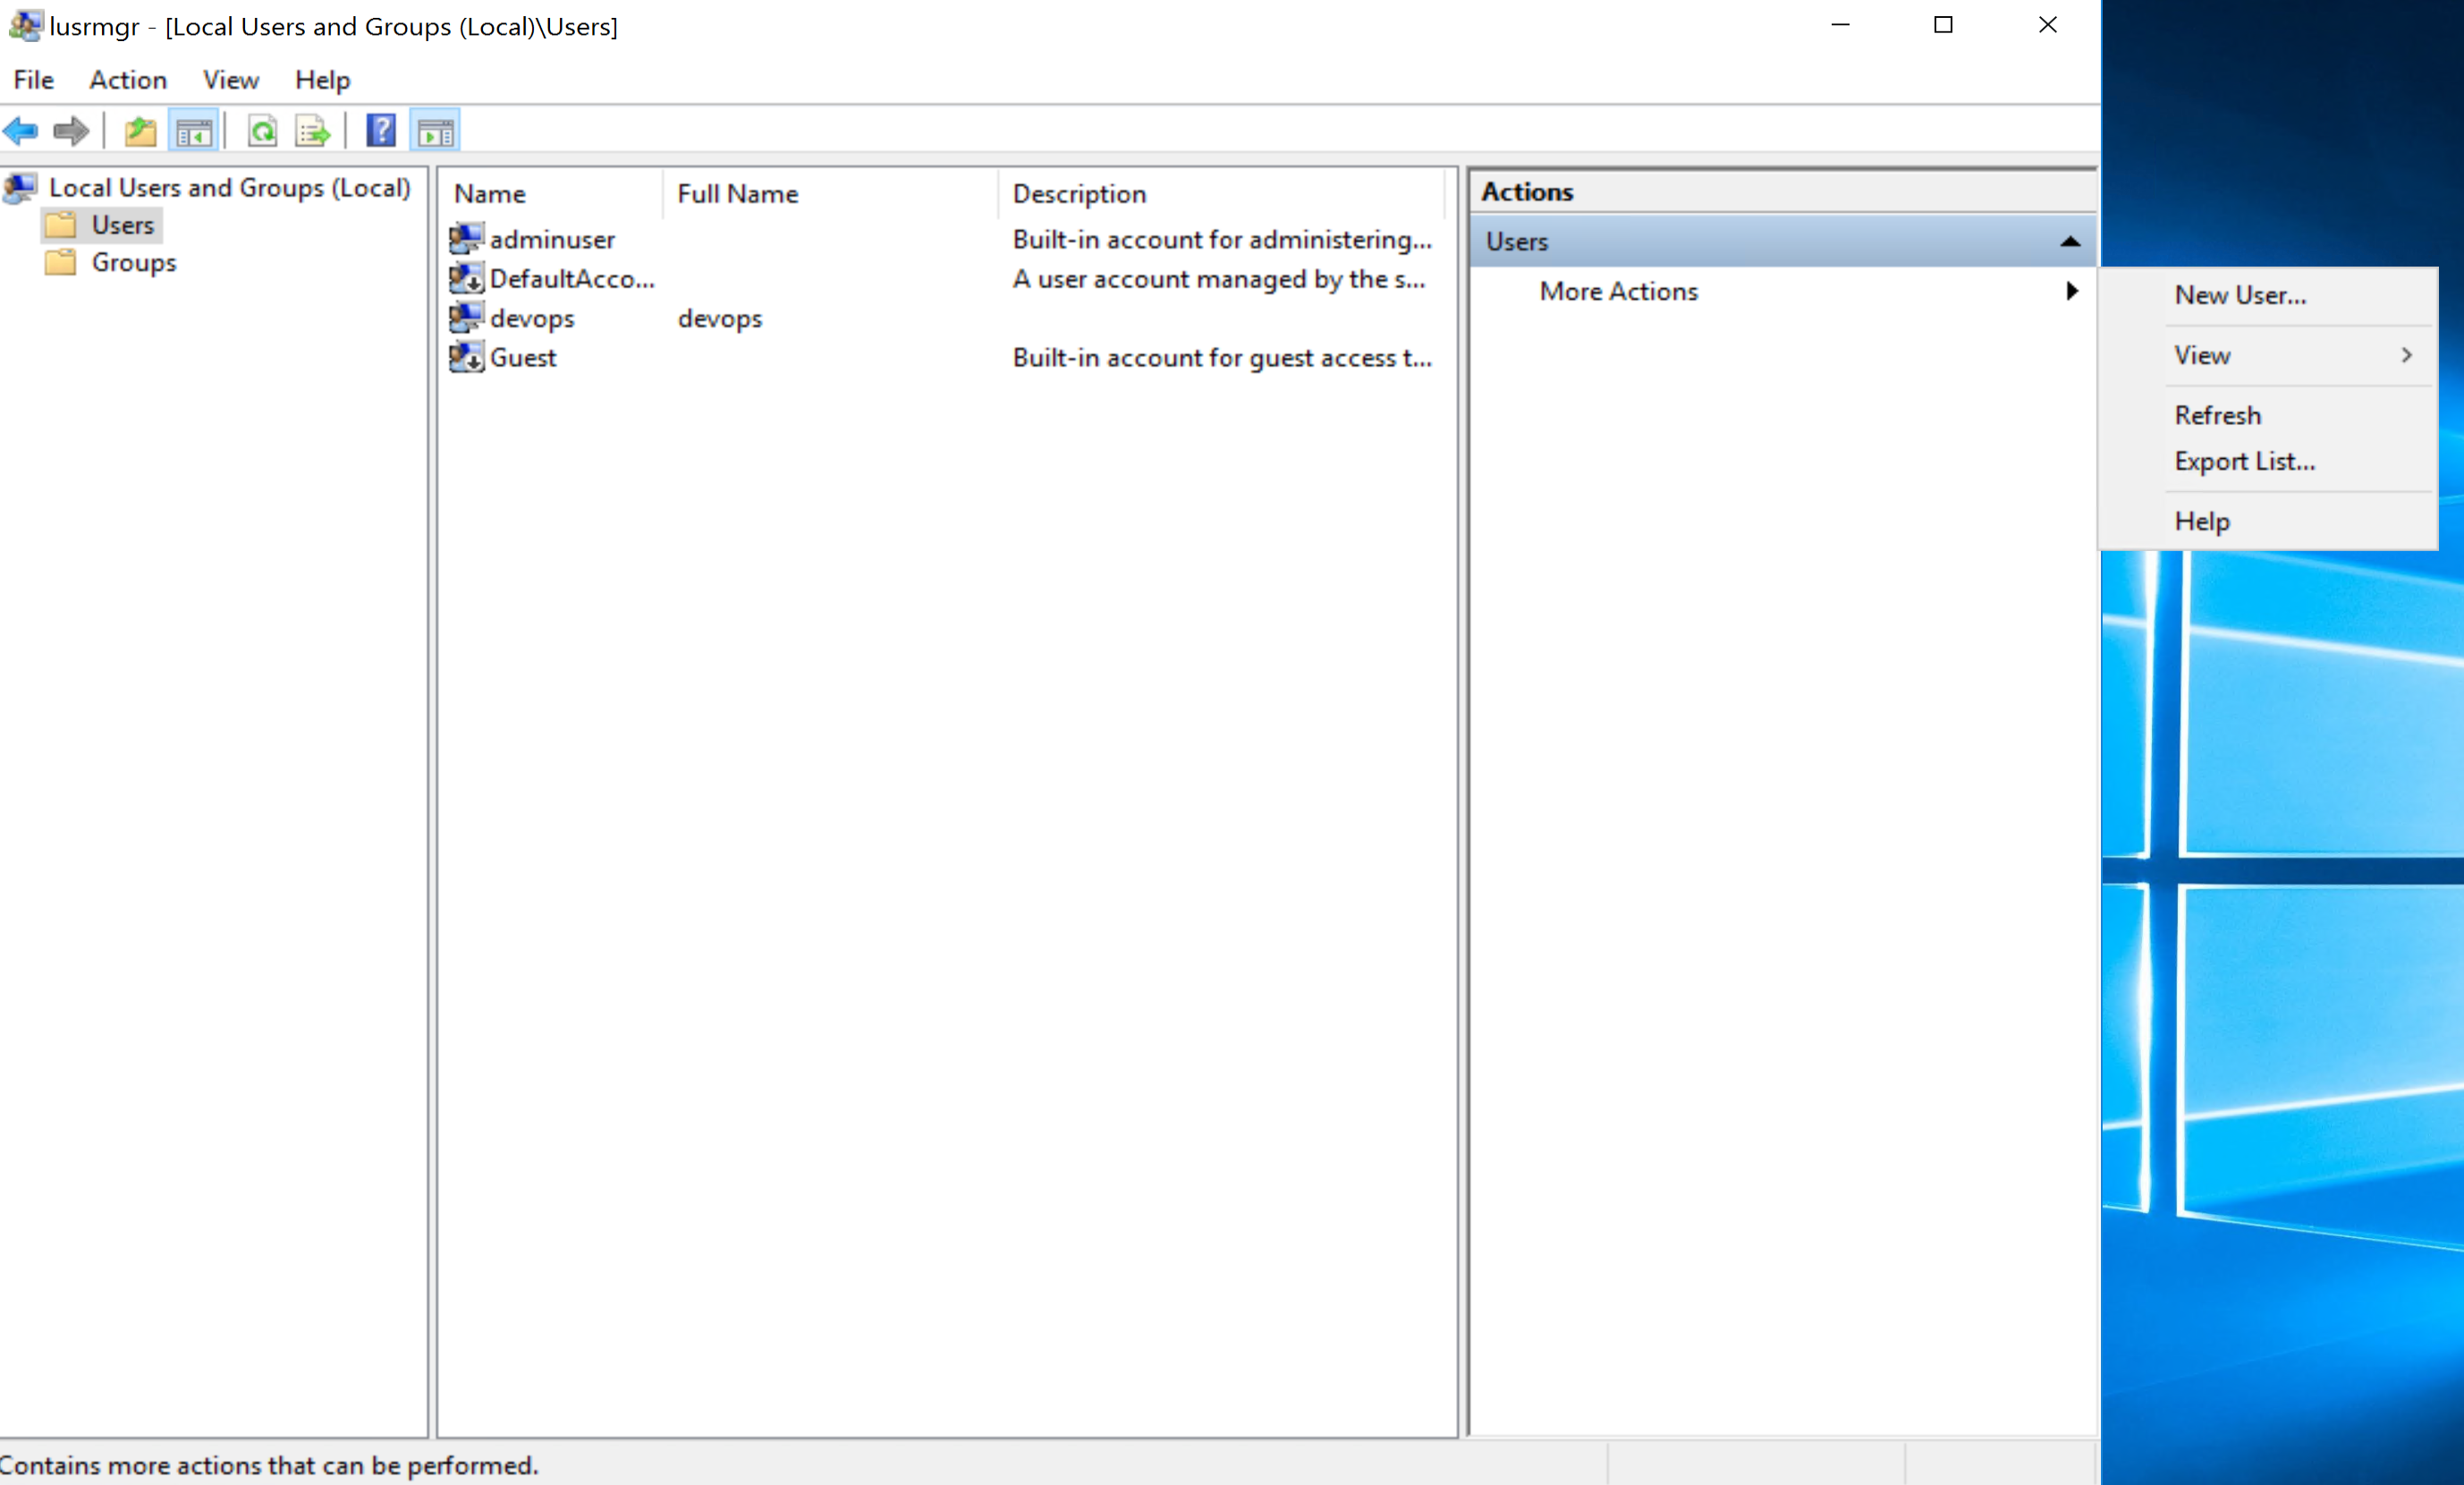 lusrmgr - [Local Users and Groups (Local)\Users]
File Action View Help
Local Users and Groups (Local)
Users
Groups
Name Full Name Description
adminuser Built-in account for administering...
DefaultAcco... A user account managed by the s...
devops devops
Guest Built-in account for guest access t...
Actions
Users
More Actions
New User...
View
Refresh
Export List...
Help
Contains more actions that can be performed.